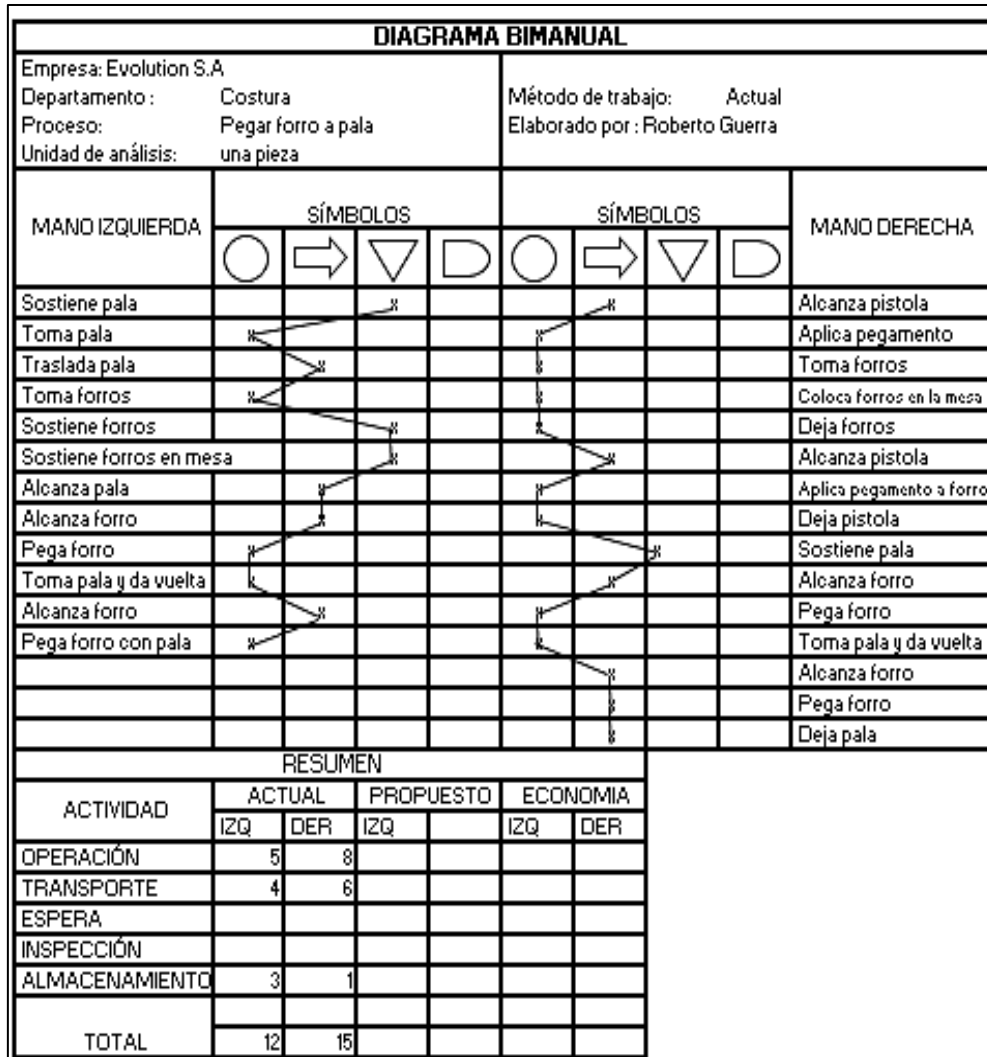 DIAGRAMA BIMANUAL
Empresa: Evolution S.A
Departamento : Costura Método de trabajo: Actual
Proceso: Pegar forro a pala Elaborado por : Roberto Guerra
Unidad de análisis: una pieza
MANO IZQUIERDA SÍMBOLOS SÍMBOLOS MANO DERECHA
Sostiene pala x x Alcanza pistola
Toma pala x x Aplica pegamento
Traslada pala x x Toma forros
Toma forros x x Coloca forros en la mesa
Sostiene forros x x Deja forros
Sostiene forros en mesa x x Alcanza pistola
Alcanza pala x x Aplica pegamento a forro
Alcanza forro x x Deja pistola
Pega forro x x Sostiene pala
Toma pala y da vuelta x x Alcanza forro
Alcanza forro x x Pega forro
Pega forro con pala x x Toma pala y da vuelta
x Alcanza forro
x Pega forro
x Deja pala
RESUMEN
ACTIVIDAD ACTUAL PROPUESTO ECONOMIA
IZQ DER IZQ IZQ DER
OPERACIÓN 5 8
TRANSPORTE 4 6
ESPERA
INSPECCIÓN
ALMACENAMIENTO 3 1
TOTAL 12 15